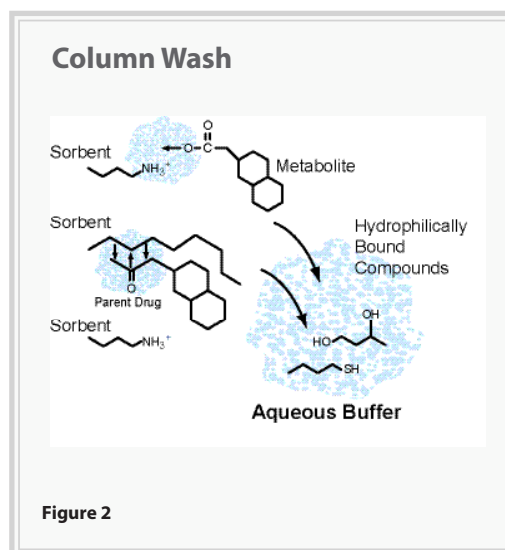 Column Wash
Sorbent
NH₃⁺
O
O–C
Metabolite
Sorbent
O
Parent Drug
Hydrophilically
Bound
Compounds
Sorbent
NH₃⁺
OH
HO
SH
Aqueous Buffer
Figure 2